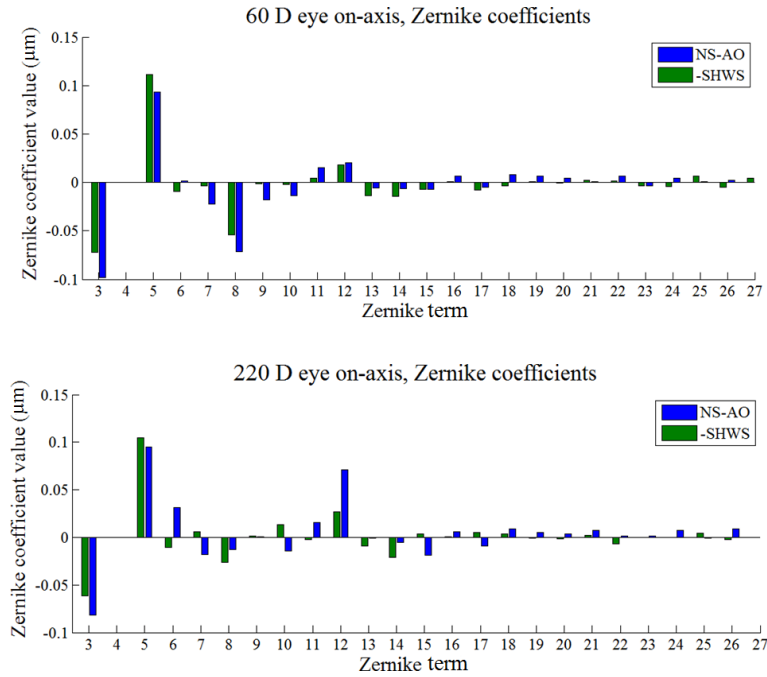 60 D eye on-axis, Zernike coefficients
Zernike coefficient value (µm)
0.15
0.1
0.05
0
-0.05
-0.1
NS-AO
-SHWS
3 4 5 6 7 8 9 10 11 12 13 14 15 16 17 18 19 20 21 22 23 24 25 26 27
Zernike term
220 D eye on-axis, Zernike coefficients
Zernike coefficient value (µm)
0.15
0.1
0.05
0
-0.05
-0.1
NS-AO
-SHWS
3 4 5 6 7 8 9 10 11 12 13 14 15 16 17 18 19 20 21 22 23 24 25 26 27
Zernike term